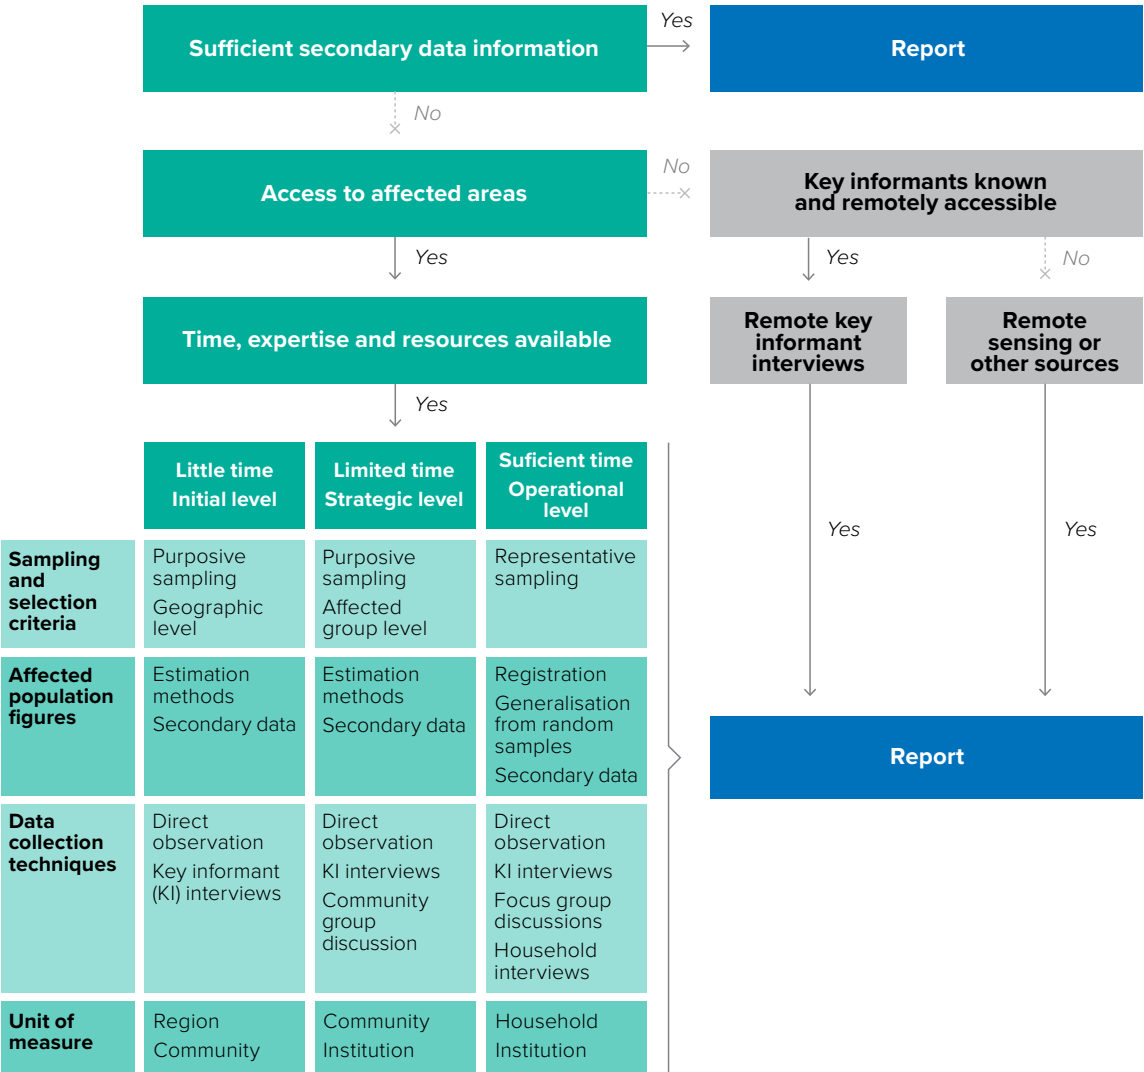 Sufficient secondary data information
Yes
Report
No
Access to affected areas
No
Key informants known
and remotely accessible
Yes
Yes
No
Time, expertise and resources available
Remote key
informant
interviews
Remote
sensing or
other sources
Yes
Little time
Initial level
Limited time
Strategic level
Suficient time
Operational
level
Yes
Yes
Sampling
and
selection
criteria
Purposive
sampling
Geographic
level
Purposive
sampling
Affected
group level
Representative
sampling
Affected
population
figures
Estimation
methods
Secondary data
Estimation
methods
Secondary data
Registration
Generalisation
from random
samples
Secondary data
Report
Data
collection
techniques
Direct
observation
Key informant
(KI) interviews
Direct
observation
KI interviews
Community
group
discussion
Direct
observation
KI interviews
Focus group
discussions
Household
interviews
Unit of
measure
Region
Community
Community
Institution
Household
Institution